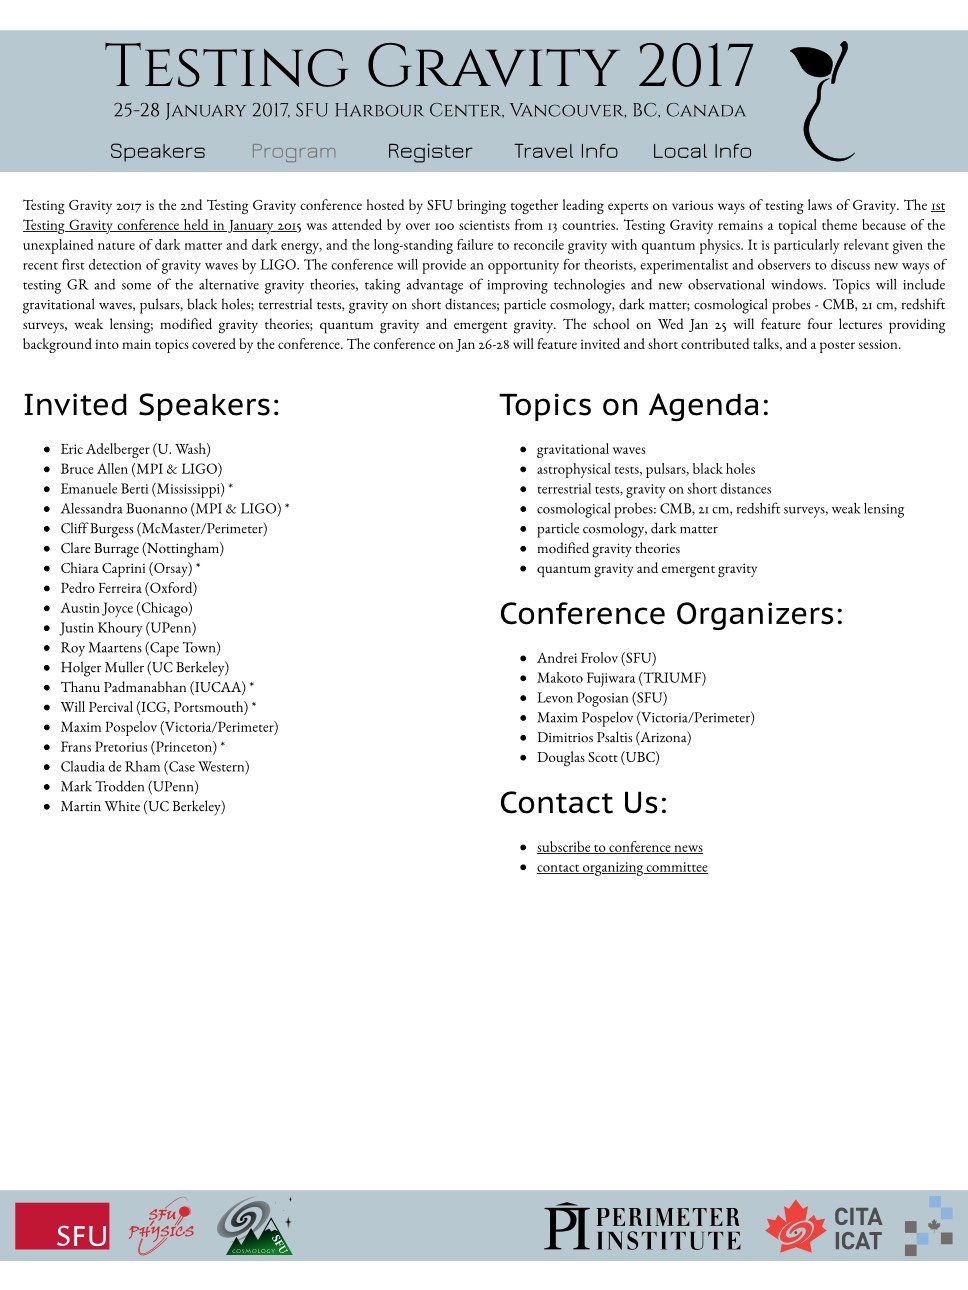 Testing Gravity 2017
25-28 January 2017, SFU Harbour Center, Vancouver, BC, Canada
Speakers Program Register Travel Info Local Info
Testing Gravity 2017 is the 2nd Testing Gravity conference hosted by SFU bringing together leading experts on various ways of testing laws of Gravity. The 1st
Testing Gravity conference held in January 2015 was attended by over 100 scientists from 13 countries. Testing Gravity remains a topical theme because of the
unexplained nature of dark matter and dark energy, and the long-standing failure to reconcile gravity with quantum physics. It is particularly relevant given the
recent first detection of gravity waves by LIGO. The conference will provide an opportunity for theorists, experimentalist and observers to discuss new ways of
testing GR and some of the alternative gravity theories, taking advantage of improving technologies and new observational windows. Topics will include
gravitational waves, pulsars, black holes; terrestrial tests, gravity on short distances; particle cosmology, dark matter; cosmological probes - CMB, 21 cm, redshift
surveys, weak lensing; modified gravity theories; quantum gravity and emergent gravity. The school on Wed Jan 25 will feature four lectures providing
background into main topics covered by the conference. The conference on Jan 26-28 will feature invited and short contributed talks, and a poster session.
Invited Speakers:
• Eric Adelberger (U. Wash)
• Bruce Allen (MPI & LIGO)
• Emanuele Berti (Mississippi) *
• Alessandra Buonanno (MPI & LIGO) *
• Cliff Burgess (McMaster/Perimeter)
• Clare Burrage (Nottingham)
• Chiara Caprini (Orsay) *
• Pedro Ferreira (Oxford)
• Austin Joyce (Chicago)
• Justin Khoury (UPenn)
• Roy Maartens (Cape Town)
• Holger Muller (UC Berkeley)
• Thanu Padmanabhan (IUCAA) *
• Will Percival (ICG, Portsmouth) *
• Maxim Pospelov (Victoria/Perimeter)
• Frans Pretorius (Princeton) *
• Claudia de Rham (Case Western)
• Mark Trodden (UPenn)
• Martin White (UC Berkeley)
Topics on Agenda:
• gravitational waves
• astrophysical tests, pulsars, black holes
• terrestrial tests, gravity on short distances
• cosmological probes: CMB, 21 cm, redshift surveys, weak lensing
• particle cosmology, dark matter
• modified gravity theories
• quantum gravity and emergent gravity
Conference Organizers:
• Andrei Frolov (SFU)
• Makoto Fujiwara (TRIUMF)
• Levon Pogosian (SFU)
• Maxim Pospelov (Victoria/Perimeter)
• Dimitrios Psaltis (Arizona)
• Douglas Scott (UBC)
Contact Us:
• subscribe to conference news
• contact organizing committee
SFU
SFU
PHYSICS
COSMOLOGY SFU
PI PERIMETER
INSTITUTE
CITA
ICAT